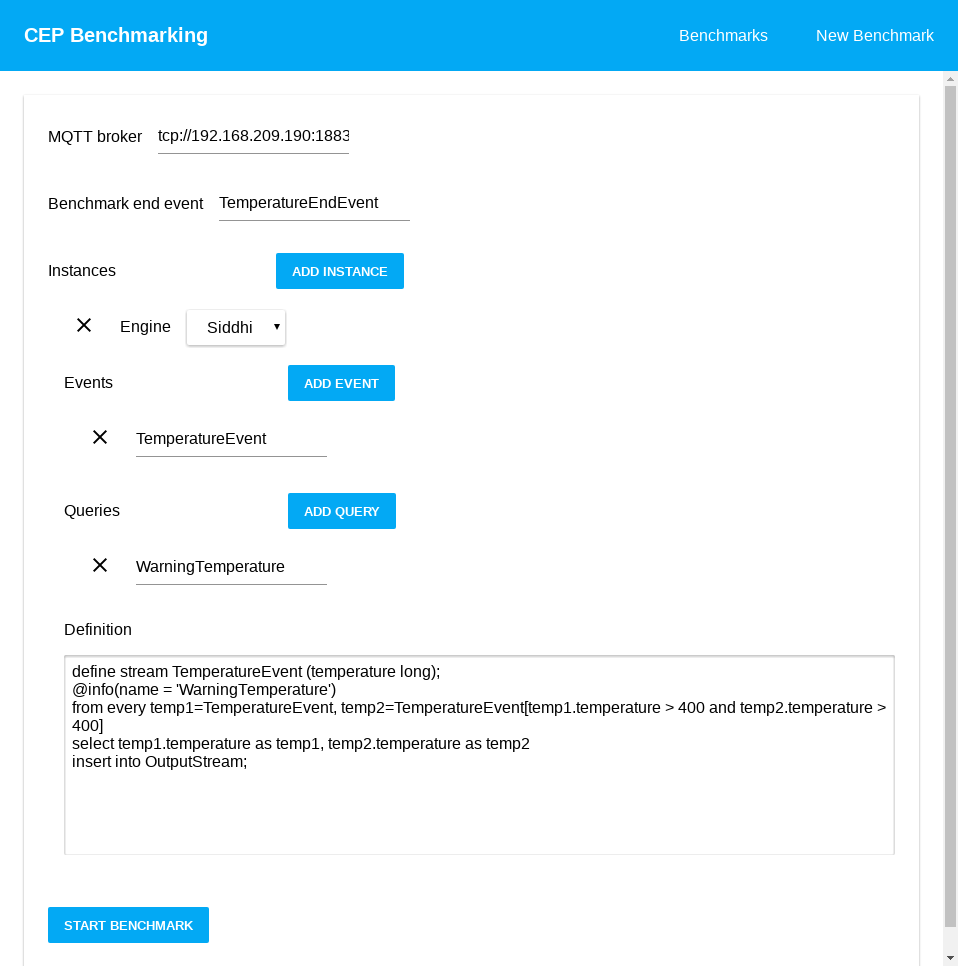 CEP Benchmarking Benchmarks New Benchmark
MQTT broker tcp://192.168.209.190:1883
Benchmark end event TemperatureEndEvent
Instances ADD INSTANCE
Engine Siddhi
Events ADD EVENT
TemperatureEvent
Queries ADD QUERY
WarningTemperature
Definition
define stream TemperatureEvent (temperature long);
@info(name = 'WarningTemperature')
from every temp1=TemperatureEvent, temp2=TemperatureEvent[temp1.temperature > 400 and temp2.temperature >
400]
select temp1.temperature as temp1, temp2.temperature as temp2
insert into OutputStream;
START BENCHMARK